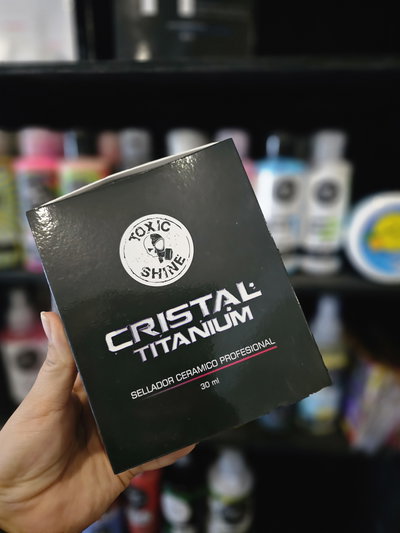 TOXIC
SHINE
CRISTAL
TITANIUM
SELLADOR CERAMICO PROFESIONAL
30 ml